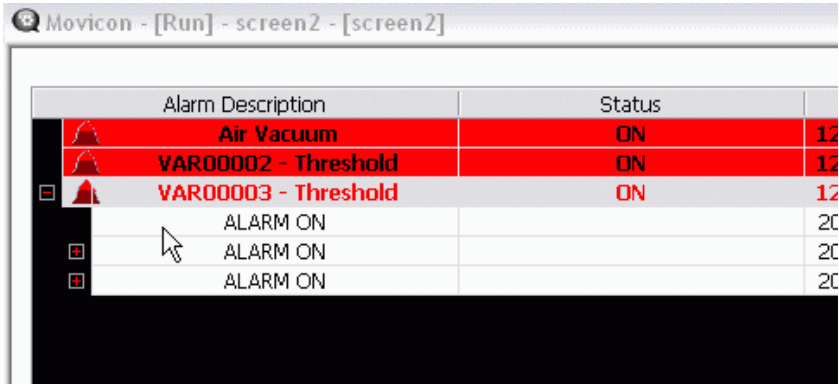 Movicon - [Run] - screen2 - [screen2]
Alarm Description Status
Air Vacuum ON 12
VAR00002 - Threshold ON 12
VAR00003 - Threshold ON 12
ALARM ON 20
ALARM ON 20
ALARM ON 20